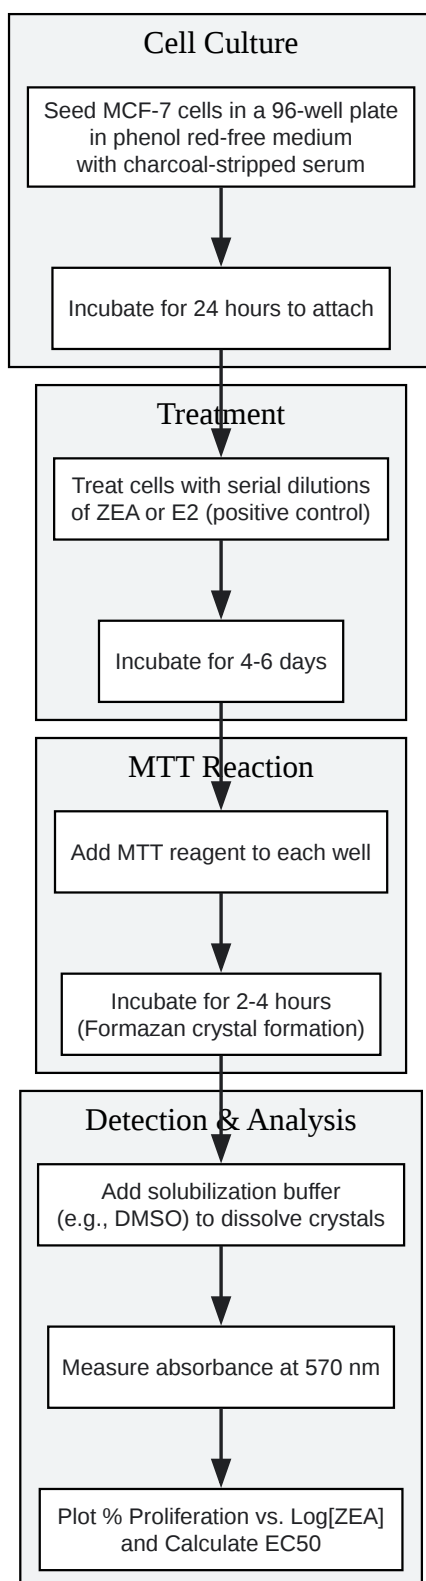 Cell Culture
Seed MCF-7 cells in a 96-well plate
in phenol red-free medium
with charcoal-stripped serum
Incubate for 24 hours to attach
Treatment
Treat cells with serial dilutions
of ZEA or E2 (positive control)
Incubate for 4-6 days
MTT Reaction
Add MTT reagent to each well
Incubate for 2-4 hours
(Formazan crystal formation)
Detection & Analysis
Add solubilization buffer
(e.g., DMSO) to dissolve crystals
Measure absorbance at 570 nm
Plot % Proliferation vs. Log[ZEA]
and Calculate EC50